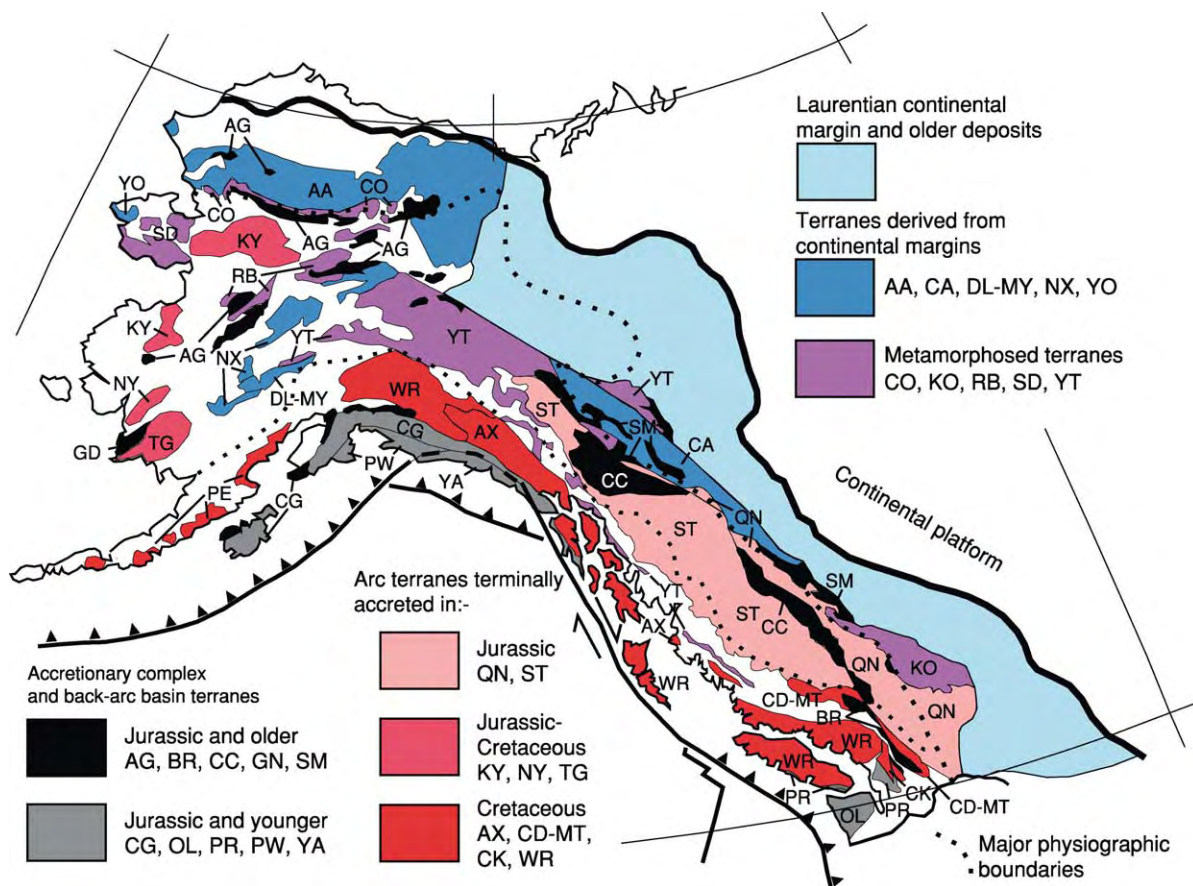 AG
YO
CO
AA
CO
SD
KY
AG
AG
RB
KY
AG
NX
YT
YT
NY
DL-MY
WR
ST
YT
SM
CA
GD
TG
CG
AX
PW
YA
CC
PE
CG
QN
ST
SM
YT
AX
ST
CC
WR
QN
KO
CD-MT
BR
QN
WR
WR
PR
CK
OL
PR
CD-MT
Continental platform
Major physiographic
boundaries
Laurentian continental
margin and older deposits
Terranes derived from
continental margins
AA, CA, DL-MY, NX, YO
Metamorphosed terranes
CO, KO, RB, SD, YT
Accretionary complex
and back-arc basin terranes
Jurassic and older
AG, BR, CC, GN, SM
Jurassic and younger
CG, OL, PR, PW, YA
Arc terranes terminally
accreted in:-
Jurassic
QN, ST
Jurassic-
Cretaceous
KY, NY, TG
Cretaceous
AX, CD-MT,
CK, WR